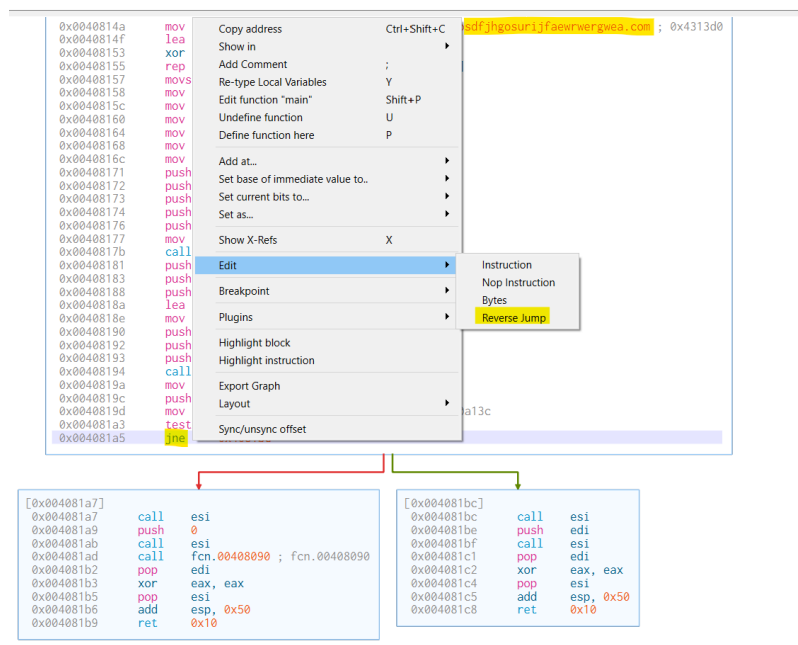 0x0040814a mov sdfjhgosurijfaewrwergwea.com ; 0x4313d0
0x0040814f lea
0x00408153 xor
0x00408155 rep
0x00408157 movs
0x00408158 mov
0x0040815c mov
0x00408160 mov
0x00408164 mov
0x00408168 mov
0x0040816c mov
0x00408171 push
0x00408172 push
0x00408173 push
0x00408174 push
0x00408176 push
0x00408177 mov
0x0040817b call
0x00408181 push
0x00408183 push
0x00408188 push
0x0040818a lea
0x0040818e mov
0x00408190 push
0x00408192 push
0x00408193 push
0x00408194 call
0x0040819a mov
0x0040819c push
0x0040819d mov a13c
0x004081a3 test
0x004081a5 jne
Copy address Ctrl+Shift+C
Show in
Add Comment ;
Re-type Local Variables Y
Edit function "main" Shift+P
Undefine function U
Define function here P
Add at...
Set base of immediate value to..
Set current bits to...
Set as...
Show X-Refs X
Edit
Breakpoint
Plugins
Highlight block
Highlight instruction
Export Graph
Layout
Sync/unsync offset
Instruction
Nop Instruction
Bytes
Reverse Jump
[0x004081a7]
0x004081a7 call esi
0x004081a9 push 0
0x004081ab call esi
0x004081ad call fcn.00408090 ; fcn.00408090
0x004081b2 pop edi
0x004081b3 xor eax, eax
0x004081b5 pop esi
0x004081b6 add esp, 0x50
0x004081b9 ret 0x10
[0x004081bc]
0x004081bc call esi
0x004081be push edi
0x004081bf call esi
0x004081c1 pop edi
0x004081c2 xor eax, eax
0x004081c4 pop esi
0x004081c5 add esp, 0x50
0x004081c8 ret 0x10